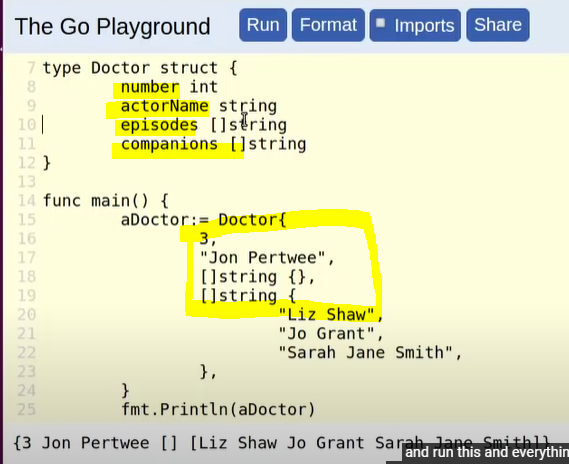 The Go Playground Run Format Imports Share
7 type Doctor struct {
8 number int
9 actorName string
10 episodes []string
11 companions []string
12 }
13
14 func main() {
15 aDoctor:= Doctor{
16 3,
17 "Jon Pertwee",
18 []string {},
19 []string {
20 "Liz Shaw",
21 "Jo Grant",
22 "Sarah Jane Smith",
23 },
24 }
25 fmt.Println(aDoctor)
{3 Jon Pertwee [] [Liz Shaw Jo Grant Sarah Jane Smith]}
and run this and everythin